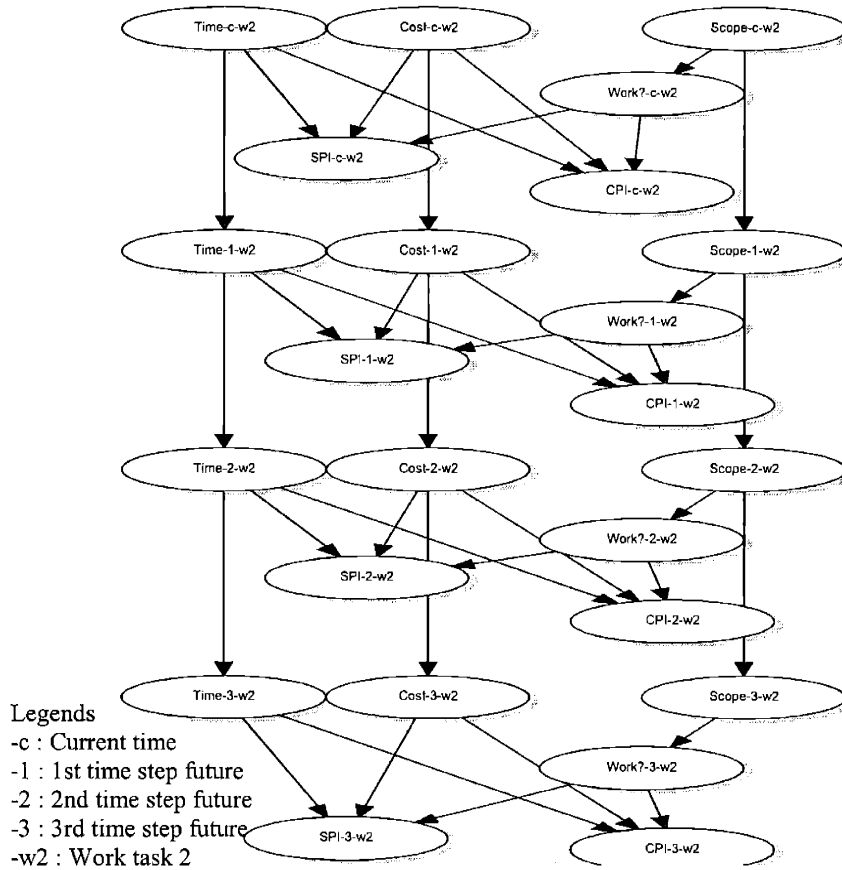 Time-c-w2
Cost-c-w2
Scope-c-w2
Work?-c-w2
SPI-c-w2
CPI-c-w2
Time-1-w2
Cost-1-w2
Scope-1-w2
Work?-1-w2
SPI-1-w2
CPI-1-w2
Time-2-w2
Cost-2-w2
Scope-2-w2
Work?-2-w2
SPI-2-w2
CPI-2-w2
Time-3-w2
Cost-3-w2
Scope-3-w2
Work?-3-w2
SPI-3-w2
CPI-3-w2
Legends
-c : Current time
-1 : 1st time step future
-2 : 2nd time step future
-3 : 3rd time step future
-w2 : Work task 2